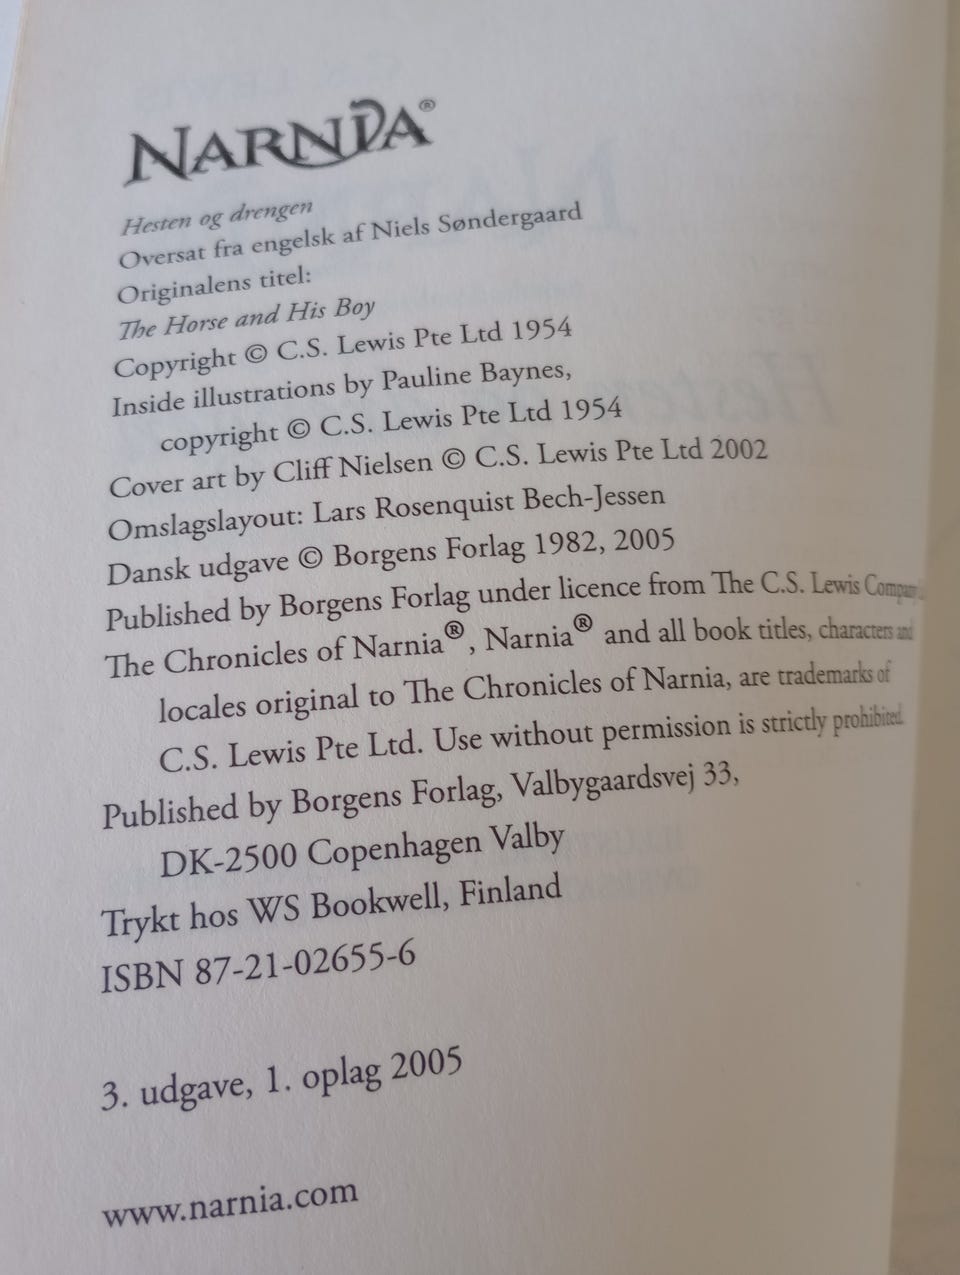 NARNIA®
Hesten og drengen
Oversat fra engelsk af Niels Søndergaard
Originalens titel:
The Horse and His Boy
Copyright © C.S. Lewis Pte Ltd 1954
Inside illustrations by Pauline Baynes,
copyright © C.S. Lewis Pte Ltd 1954
Cover art by Cliff Nielsen © C.S. Lewis Pte Ltd 2002
Omslagslayout: Lars Rosenquist Bech-Jessen
Dansk udgave © Borgens Forlag 1982, 2005
Published by Borgens Forlag under licence from The C.S. Lewis Company
The Chronicles of Narnia®, Narnia® and all book titles, characters and
locales original to The Chronicles of Narnia, are trademarks of
C.S. Lewis Pte Ltd. Use without permission is strictly prohibited.
Published by Borgens Forlag, Valbygaardsvej 33,
DK-2500 Copenhagen Valby
Trykt hos WS Bookwell, Finland
ISBN 87-21-02655-6
3. udgave, 1. oplag 2005
www.narnia.com